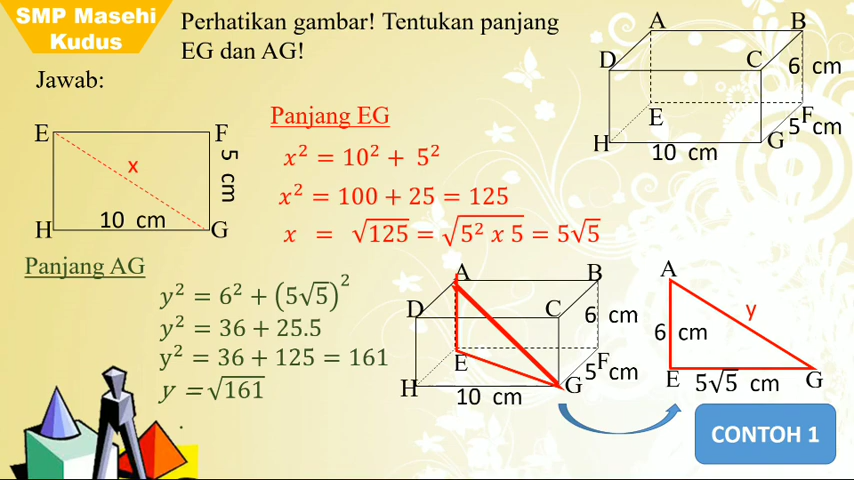 SMP Masehi
Kudus
Perhatikan gambar! Tentukan panjang
EG dan AG!
Jawab:
A
B
D
C
6 cm
E
F
5 cm
H
G
10 cm
E
F
x
5 cm
10 cm
H
G
Panjang EG
x² = 10² + 5²
x² = 100 + 25 = 125
x = √125 = √5² x 5 = 5√5
Panjang AG
y² = 6² + (5√5)²
y² = 36 + 25.5
y² = 36 + 125 = 161
y = √161
.
A
B
D
C
6 cm
E
F
5 cm
H
G
10 cm
A
y
6 cm
E
5√5 cm
G
CONTOH 1